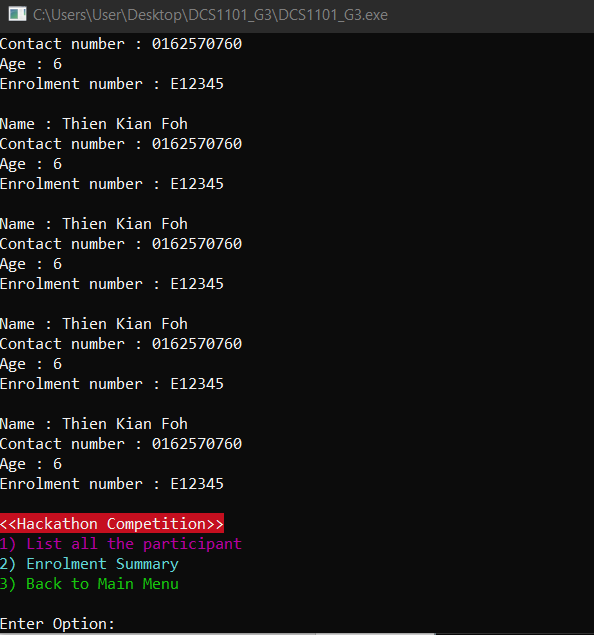 C:\Users\User\Desktop\DCS1101_G3\DCS1101_G3.exe
Contact number : 0162570760
Age : 6
Enrolment number : E12345
Name : Thien Kian Foh
Contact number : 0162570760
Age : 6
Enrolment number : E12345
Name : Thien Kian Foh
Contact number : 0162570760
Age : 6
Enrolment number : E12345
Name : Thien Kian Foh
Contact number : 0162570760
Age : 6
Enrolment number : E12345
Name : Thien Kian Foh
Contact number : 0162570760
Age : 6
Enrolment number : E12345
<<Hackathon Competition>>
1) List all the participant
2) Enrolment Summary
3) Back to Main Menu
Enter Option: